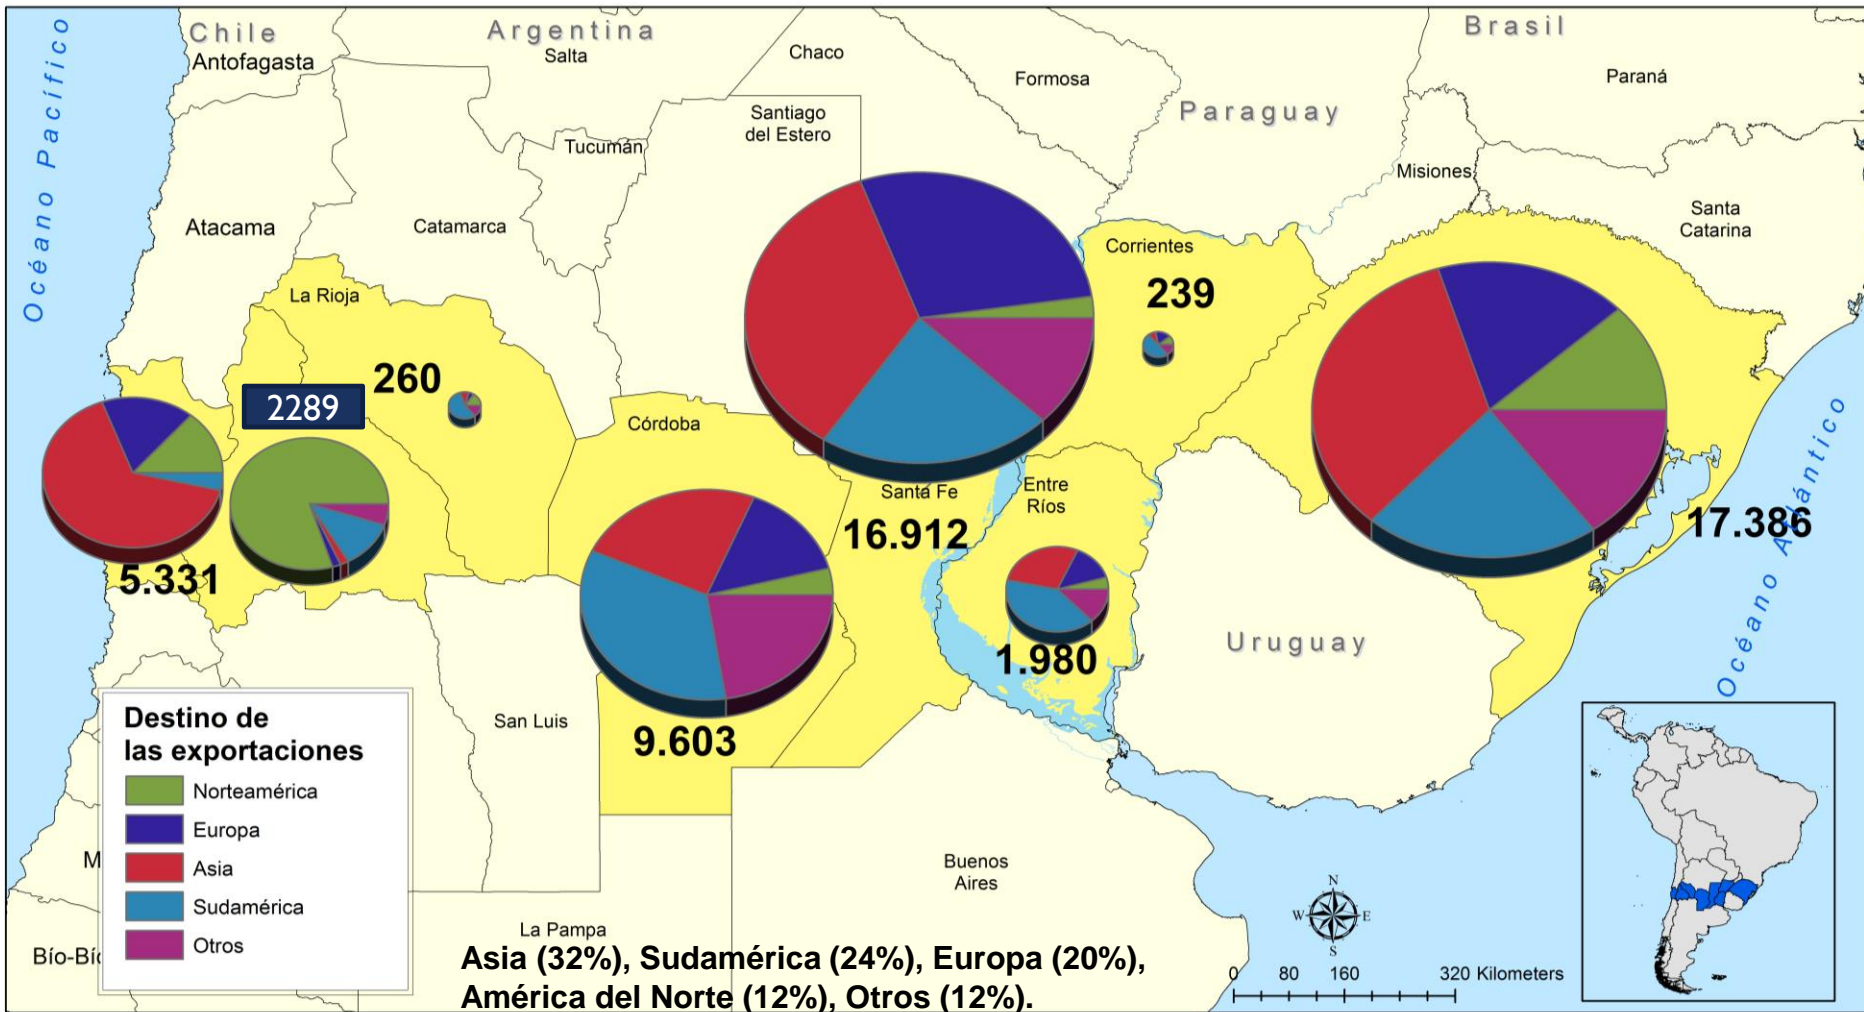 Chile
Argentina
Brasil
Antofagasta
Salta
Chaco
Formosa
Paraná
Santiago
del Estero
Paraguay
Tucumán
Misiones
Océano Pacífico
Atacama
Catamarca
Santa
Catarina
Corrientes
La Rioja
239
260
2289
Córdoba
Santa Fe
Entre
Ríos
16.912
17.386
5.331
1.980
Uruguay
Océano Atlántico
San Luis
9.603
Destino de
las exportaciones
Norteamérica
Europa
Asia
Sudamérica
Otros
M
Bío-Bío
Buenos
Aires
La Pampa
N
W E
S
0 80 160 320 Kilometers
Asia (32%), Sudamérica (24%), Europa (20%),
América del Norte (12%), Otros (12%).